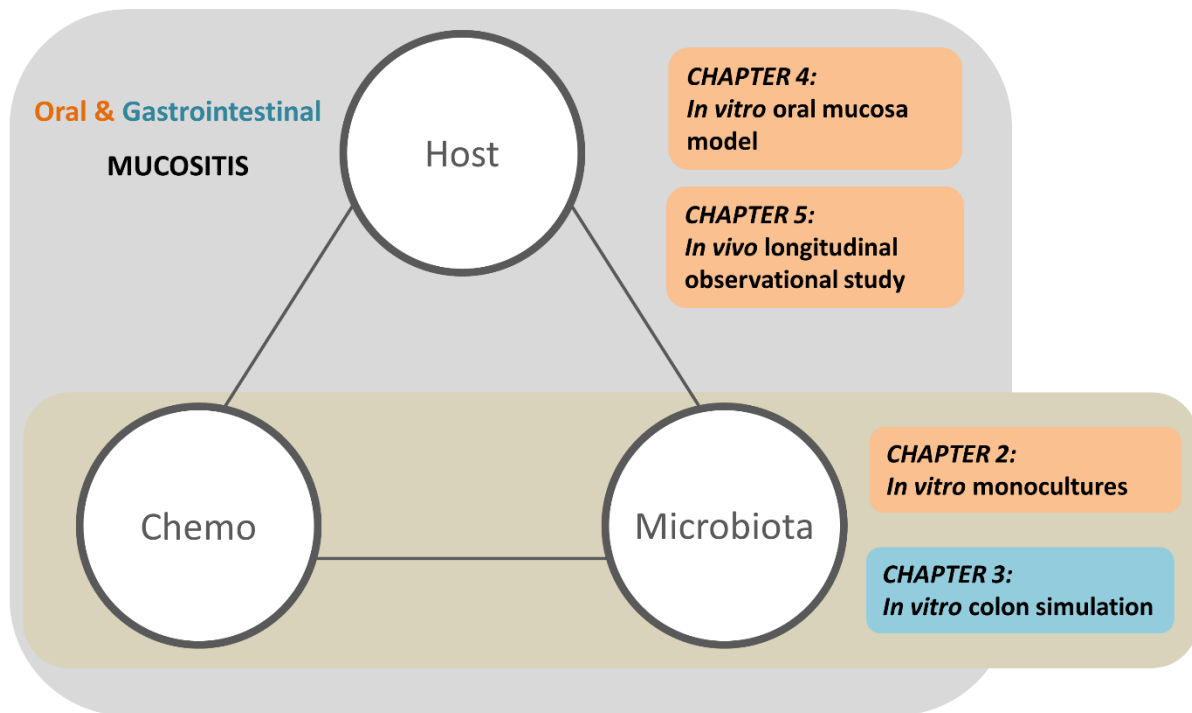 Oral & Gastrointestinal
MUCOSITIS
Host
CHAPTER 4:
In vitro oral mucosa
model
CHAPTER 5:
In vivo longitudinal
observational study
Chemo
Microbiota
CHAPTER 2:
In vitro monocultures
CHAPTER 3:
In vitro colon simulation